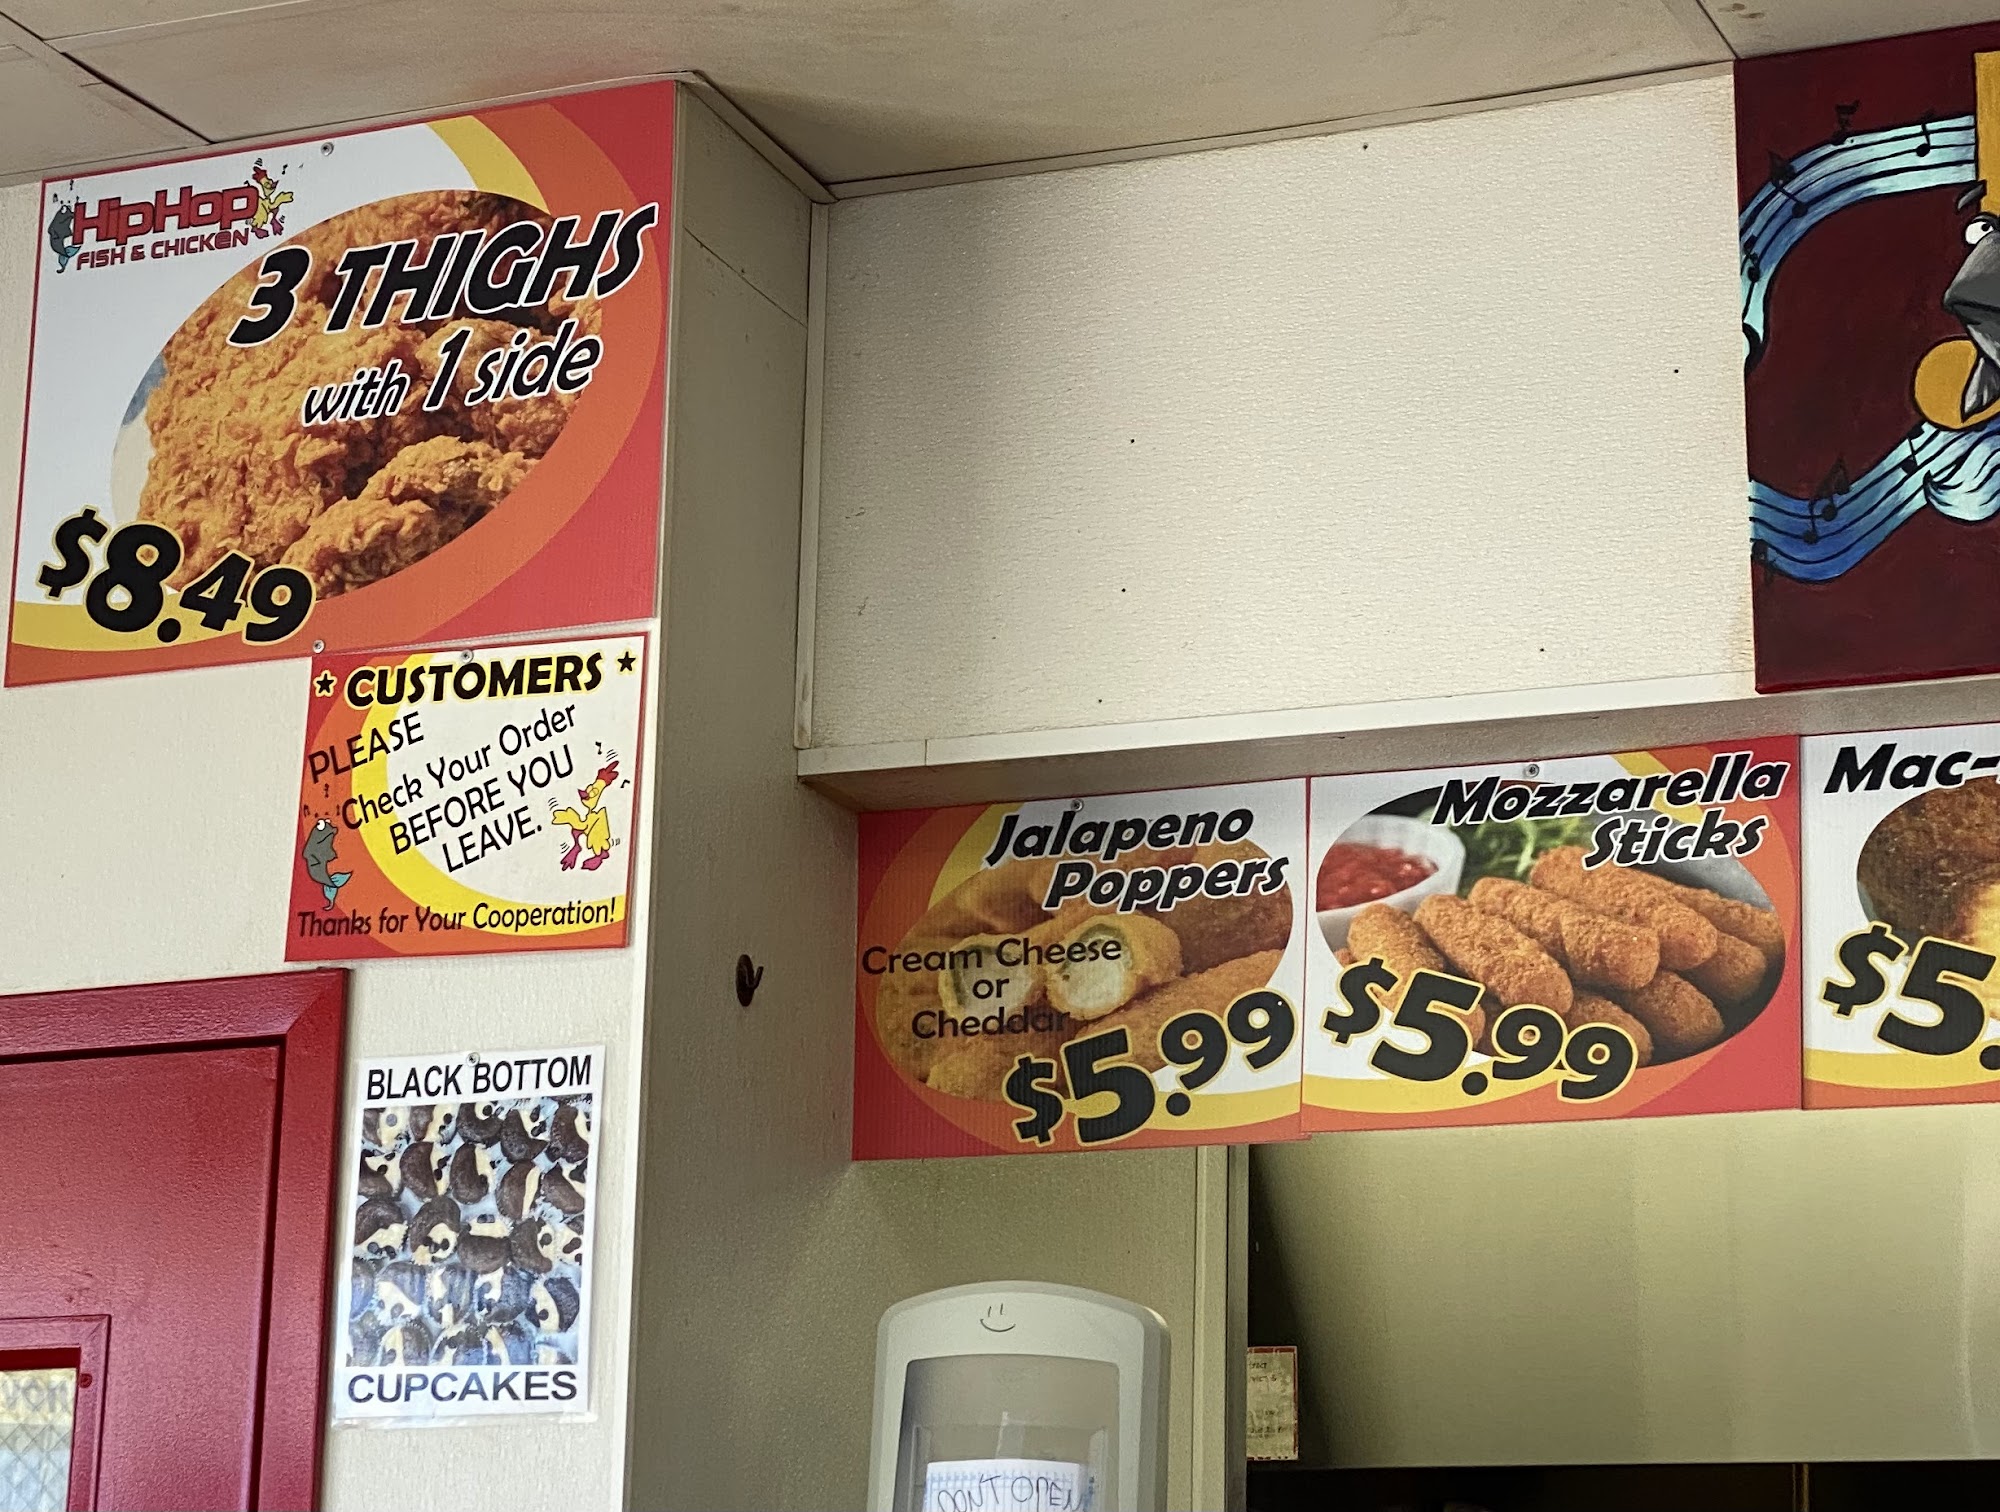 HipHop
FISH & CHICKEN
3 THIGHS
with 1 side
$8.49
* CUSTOMERS *
PLEASE
Check Your Order
BEFORE YOU
LEAVE.
Thanks for Your Cooperation!
BLACK BOTTOM
CUPCAKES
Jalapeno
Poppers
Cream Cheese
or
Cheddar
$5.99
Mozzarella
Sticks
$5.99
Mac-
$5.
DON'T OPEN